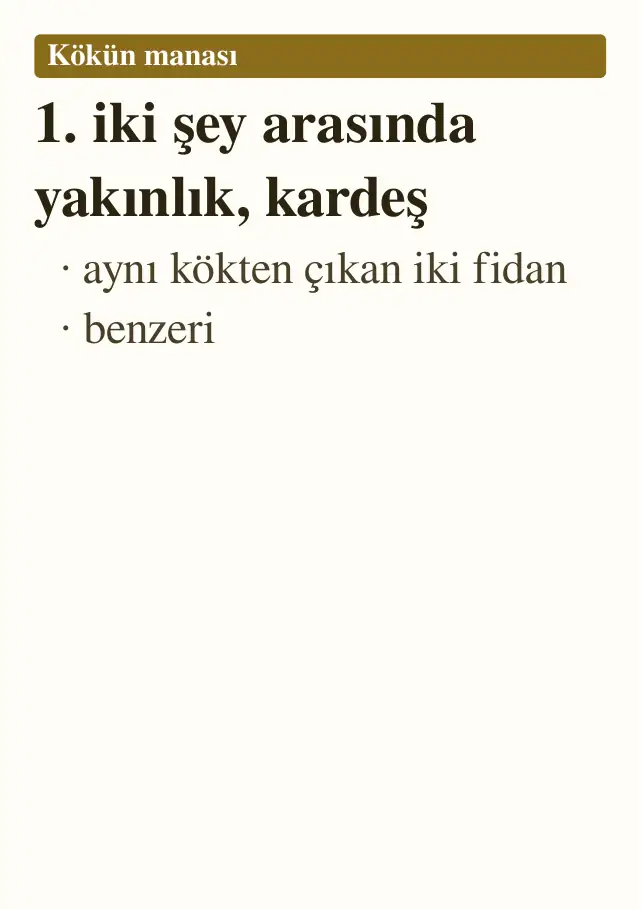 Kökün manası
1. iki şey arasında
yakınlık, kardeş
· aynı kökten çıkan iki fidan
· benzeri